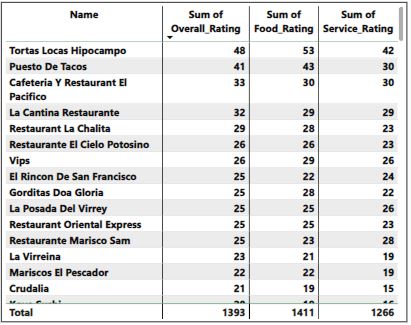 Name Sum of Overall_Rating Sum of Food_Rating Sum of Service_Rating
Tortas Locas Hipocampo 48 53 42
Puesto De Tacos 41 43 30
Cafeteria Y Restaurant El Pacifico 33 30 30
La Cantina Restaurante 32 29 29
Restaurant La Chalita 29 28 23
Restaurante El Cielo Potosino 26 26 23
Vips 26 29 26
El Rincon De San Francisco 25 22 24
Gorditas Doa Gloria 25 28 22
La Posada Del Virrey 25 25 26
Restaurant Oriental Express 25 25 23
Restaurante Marisco Sam 25 23 28
La Virreina 23 21 19
Mariscos El Pescador 22 22 19
Crudalia 21 19 15
Total 1393 1411 1266